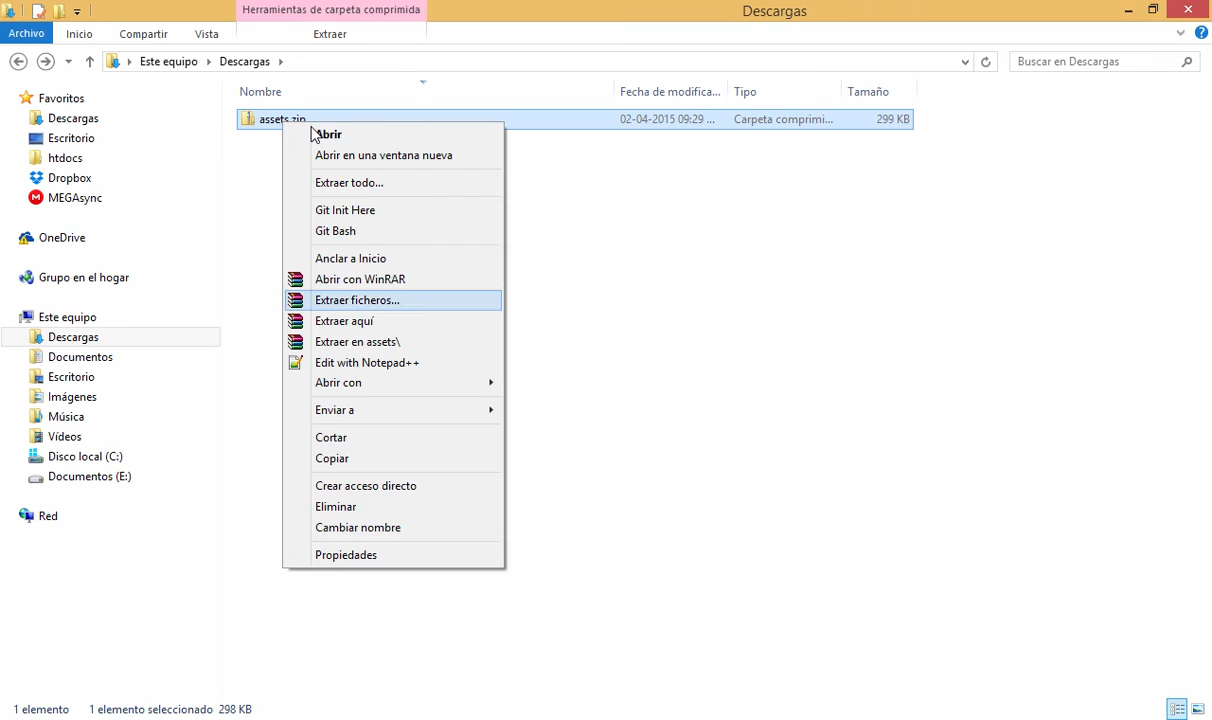 Herramientas de carpeta comprimida
Descargas
Archivo Inicio Compartir Vista Extraer
Este equipo Descargas
Buscar en Descargas
Nombre Fecha de modifica... Tipo Tamaño
assets.zip 02-04-2015 09:29 ... Carpeta comprimi... 299 KB
Favoritos
Descargas
Escritorio
htdocs
Dropbox
MEGAsync
OneDrive
Grupo en el hogar
Este equipo
Descargas
Documentos
Escritorio
Imágenes
Música
Vídeos
Disco local (C:)
Documentos (E:)
Red
Abrir
Abrir en una ventana nueva
Extraer todo...
Git Init Here
Git Bash
Anclar a Inicio
Abrir con WinRAR
Extraer ficheros...
Extraer aquí
Extraer en assets\
Edit with Notepad++
Abrir con
Enviar a
Cortar
Copiar
Crear acceso directo
Eliminar
Cambiar nombre
Propiedades
1 elemento 1 elemento seleccionado 298 KB